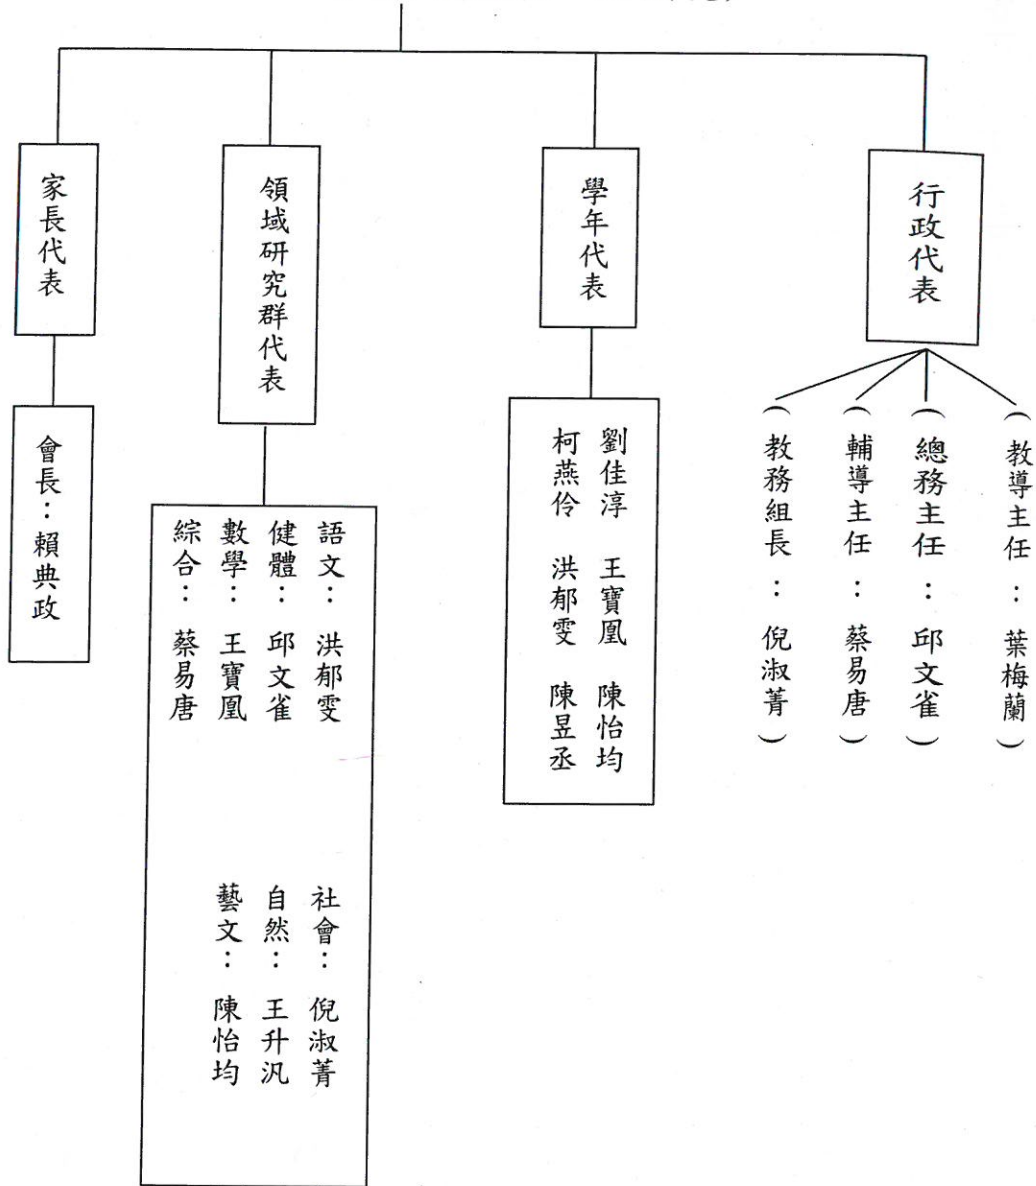 行政代表
（教導主任：葉梅蘭）
（總務主任：邱文雀）
（輔導主任：蔡易唐）
（教務組長：倪淑菁）
學年代表
劉佳淳 王寶凰 陳怡均
柯燕伶 洪郁雯 陳昱丞
領域研究群代表
語文：洪郁雯 社會：倪淑菁
健體：邱文雀 自然：王升汎
數學：王寶凰 藝文：陳怡均
綜合：蔡易唐
家長代表
會長：賴典政